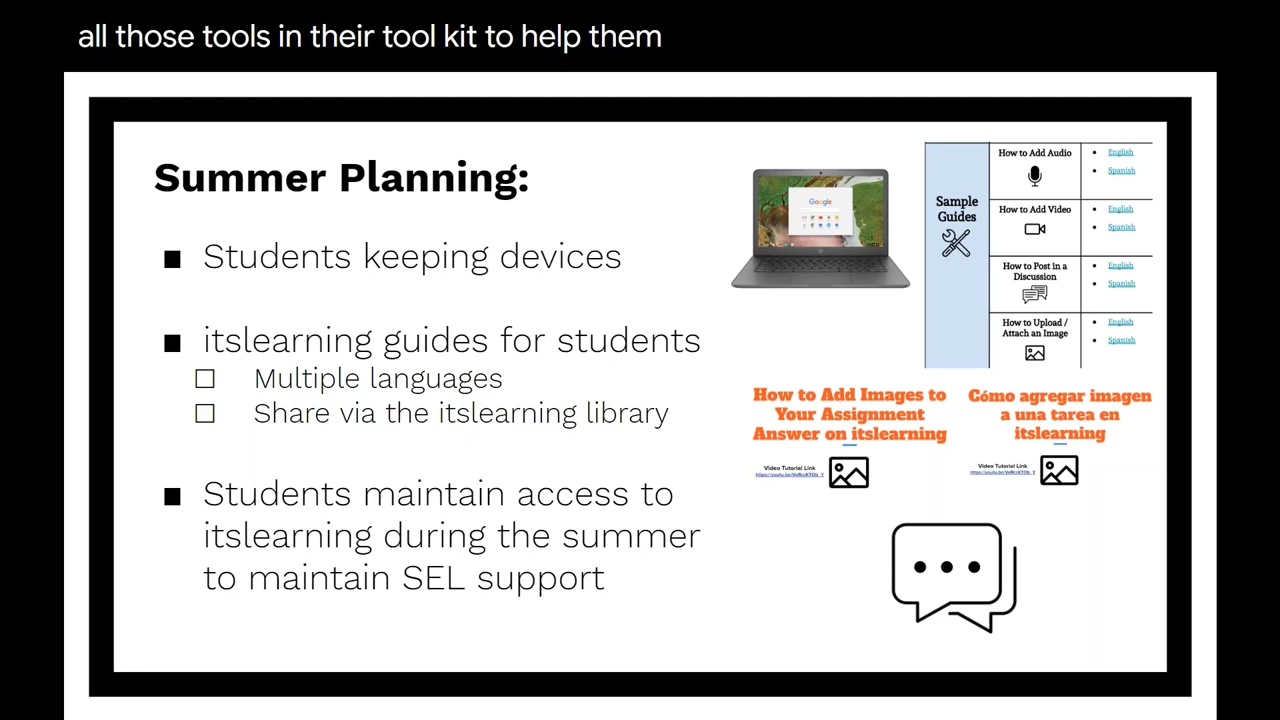 all those tools in their tool kit to help them
Summer Planning:
■ Students keeping devices
■ itslearning guides for students
☐ Multiple languages
☐ Share via the itslearning library
■ Students maintain access to
itslearning during the summer
to maintain SEL support
Google
Sample
Guides
How to Add Audio
• English
• Spanish
How to Add Video
• English
• Spanish
How to Post in a
Discussion
• English
• Spanish
How to Upload /
Attach an Image
• English
• Spanish
How to Add Images to
Your Assignment
Answer on itslearning
Video Tutorial Link
Cómo agregar imagen
a una tarea en
itslearning
Video Tutorial Link